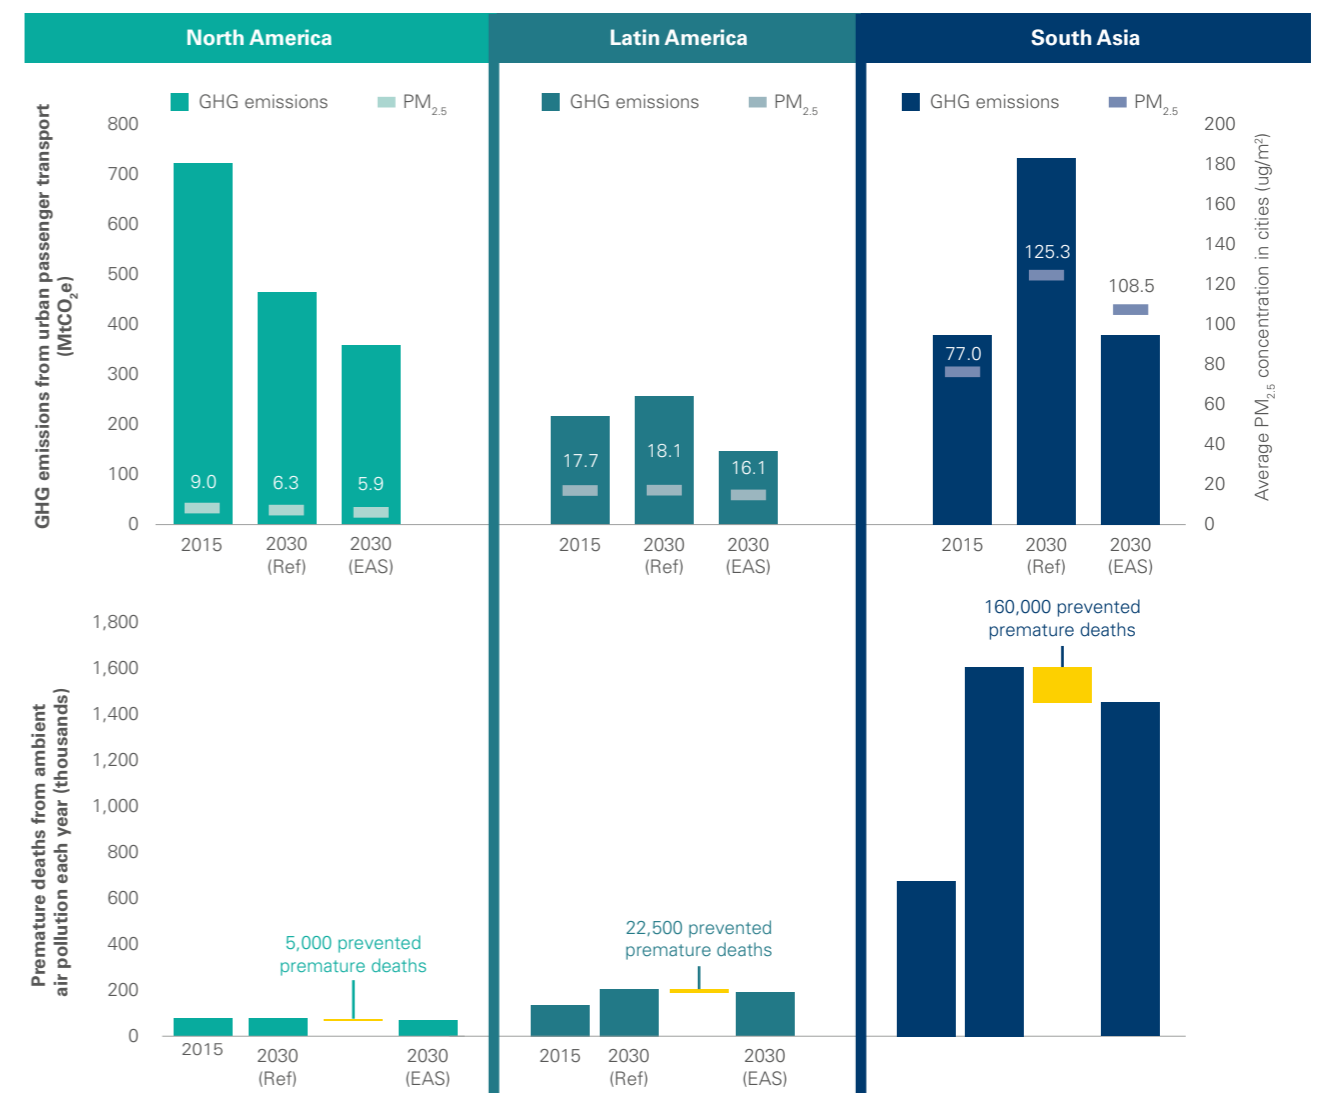 North America
Latin America
South Asia
GHG emissions
PM2.5
GHG emissions
PM2.5
GHG emissions
PM2.5
GHG emissions from urban passenger transport
(MtCO2e)
800
700
600
500
400
300
200
100
0
9.0
6.3
5.9
2015
2030
(Ref)
2030
(EAS)
17.7
18.1
16.1
2015
2030
(Ref)
2030
(EAS)
77.0
125.3
108.5
2015
2030
(Ref)
2030
(EAS)
200
180
160
140
120
100
80
60
40
20
0
Average PM2.5 concentration in cities (ug/m²)
Premature deaths from ambient
air pollution each year (thousands)
1,800
1,600
1,400
1,200
1,000
800
600
400
200
0
5,000 prevented
premature deaths
2015
2030
(Ref)
2030
(EAS)
22,500 prevented
premature deaths
2015
2030
(Ref)
2030
(EAS)
160,000 prevented
premature deaths